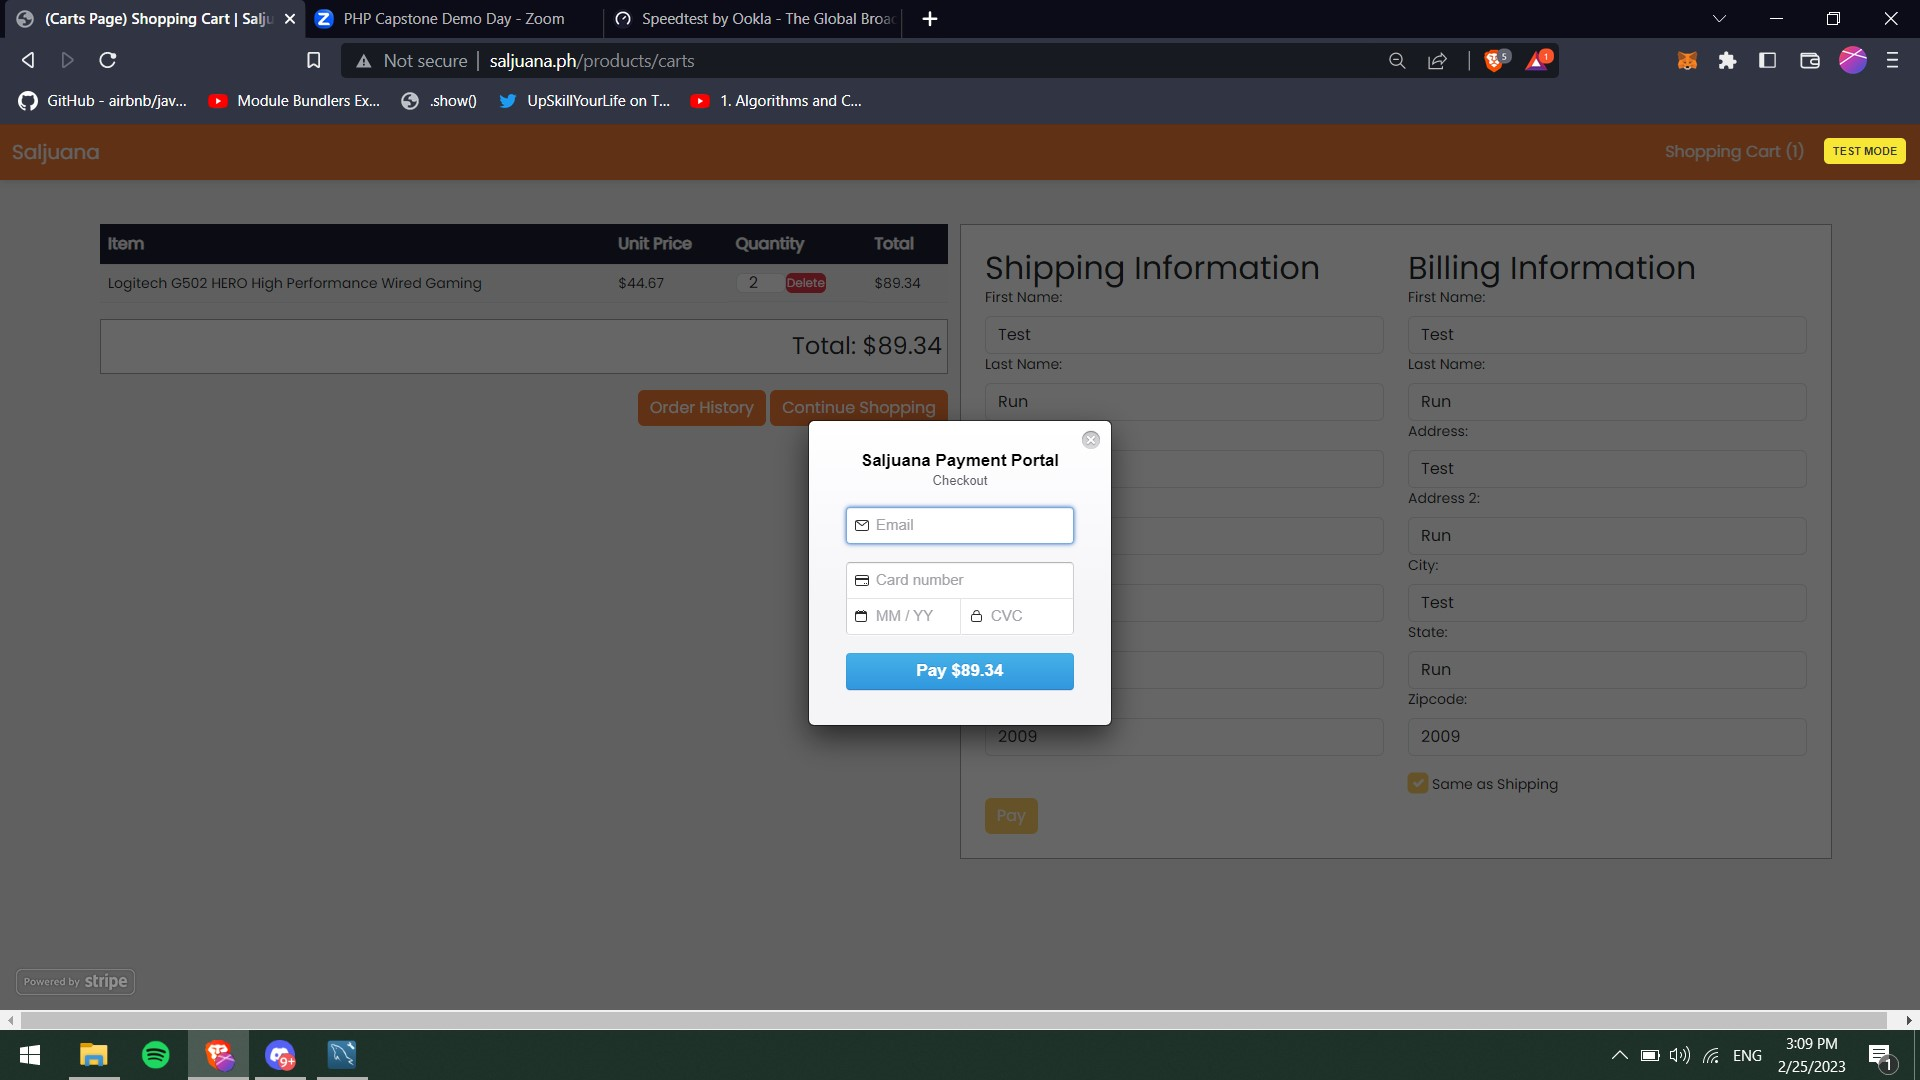 (Carts Page) Shopping Cart | Salju
PHP Capstone Demo Day - Zoom
Speedtest by Ookla - The Global Broa
Not secure
saljuana.ph/products/carts
5
1
GitHub - airbnb/jav...
Module Bundlers Ex...
.show()
UpSkillYourLife on T...
1. Algorithms and C...
Saljuana
Shopping Cart (1)
TEST MODE
Item Unit Price Quantity Total
Logitech G502 HERO High Performance Wired Gaming $44.67 2 Delete $89.34
Total: $89.34
Order History
Continue Shopping
Shipping Information
First Name:
Test
Last Name:
Run
2009
Pay
Billing Information
First Name:
Test
Last Name:
Run
Address:
Test
Address 2:
Run
City:
Test
State:
Run
Zipcode:
2009
Same as Shipping
Saljuana Payment Portal
Checkout
Email
Card number
MM / YY
CVC
Pay $89.34
Powered by stripe
9+
ENG
3:09 PM
2/25/2023
1